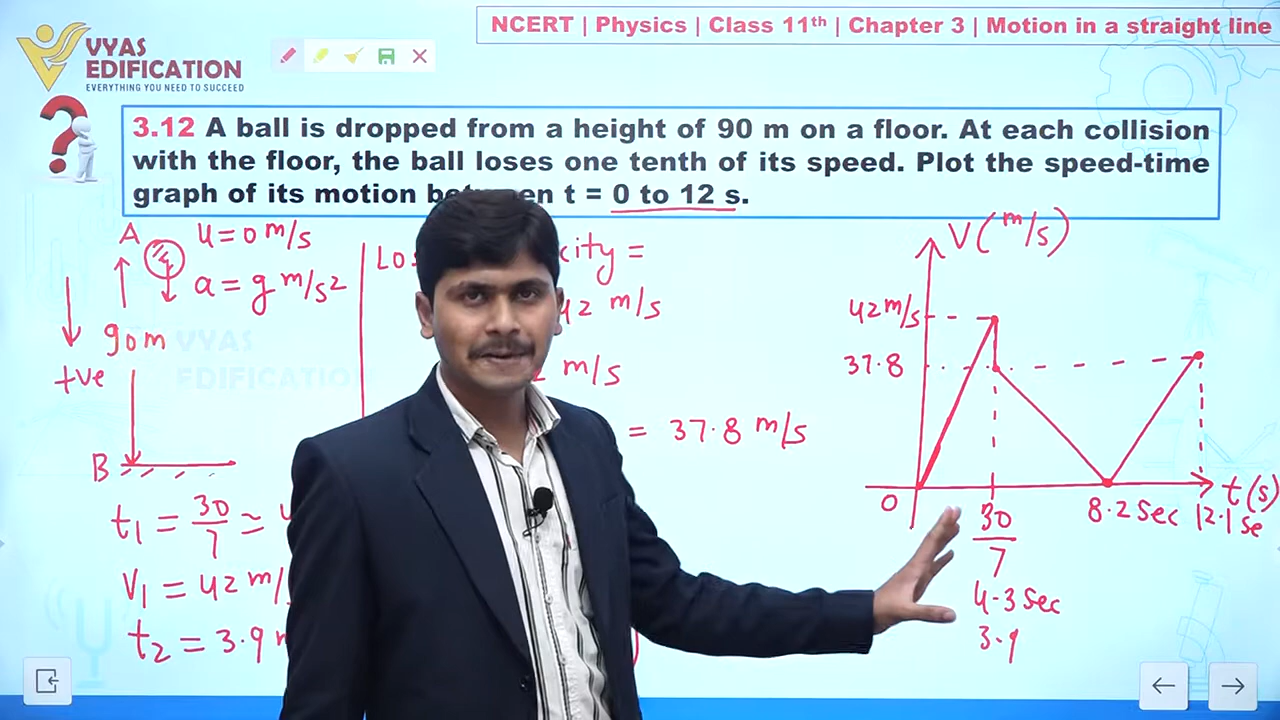 NCERT | Physics | Class 11th | Chapter 3 | Motion in a straight line
VYAS
EDIFICATION
EVERYTHING YOU NEED TO SUCCEED
3.12 A ball is dropped from a height of 90 m on a floor. At each collision
with the floor, the ball loses one tenth of its speed. Plot the speed-time
graph of its motion t = 0 to 12 s.
A u = 0 m/s
a = g m/s2
90m
+ve
B
t1 = 30/7 ≃
V1 = 42 m/
t2 = 3.9
=
42 m/s
m/s
= 37.8 m/s
V(m/s)
42 m/s
37.8
0
30/7
8.2 Sec
12.1 se
t(s)
4.3 Sec
3.9
VYAS
EDIFICATION